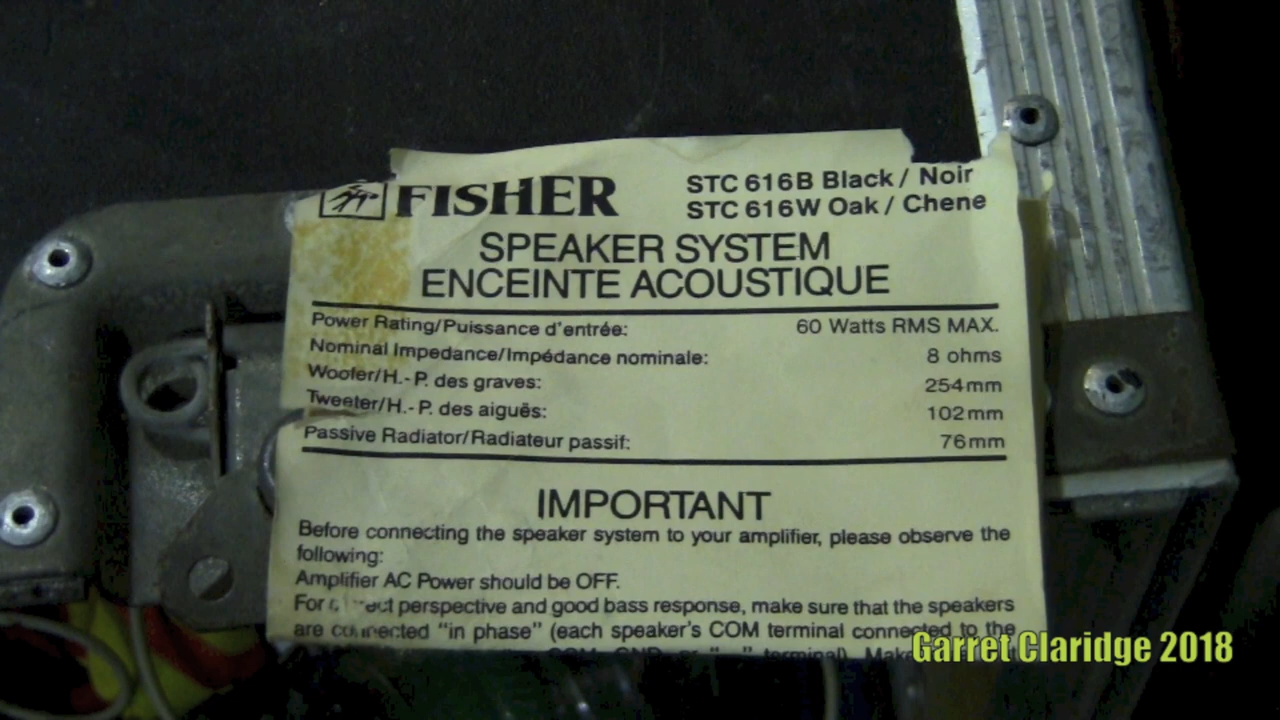 FISHER
STC 616B Black / Noir
STC 616W Oak / Chene
SPEAKER SYSTEM
ENCEINTE ACOUSTIQUE
Power Rating/Puissance d'entrée: 60 Watts RMS MAX.
Nominal Impedance/Impédance nominale: 8 ohms
Woofer/H.-P. des graves: 254mm
Tweeter/H.-P. des aiguës: 102mm
Passive Radiator/Radiateur passif: 76mm
IMPORTANT
Before connecting the speaker system to your amplifier, please observe the
following:
Amplifier AC Power should be OFF.
For perspective and good bass response, make sure that the speakers
are connected "in phase" (each speaker's COM terminal connected to the
terminal).
Garret Claridge 2018